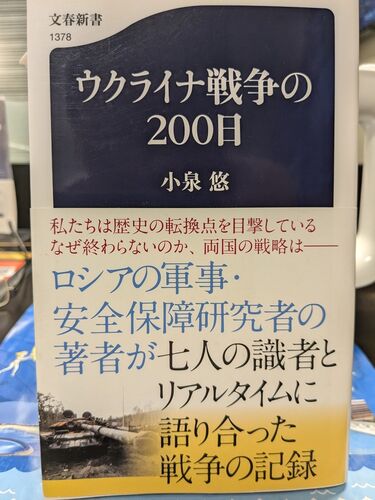 文春新書
1378
ウクライナ戦争の
200日
小泉 悠
私たちは歴史の転換点を目撃している
なぜ終わらないのか、両国の戦略は──
ロシアの軍事・
安全保障研究者の
著者が七人の識者と
リアルタイムに
語り合った
戦争の記録